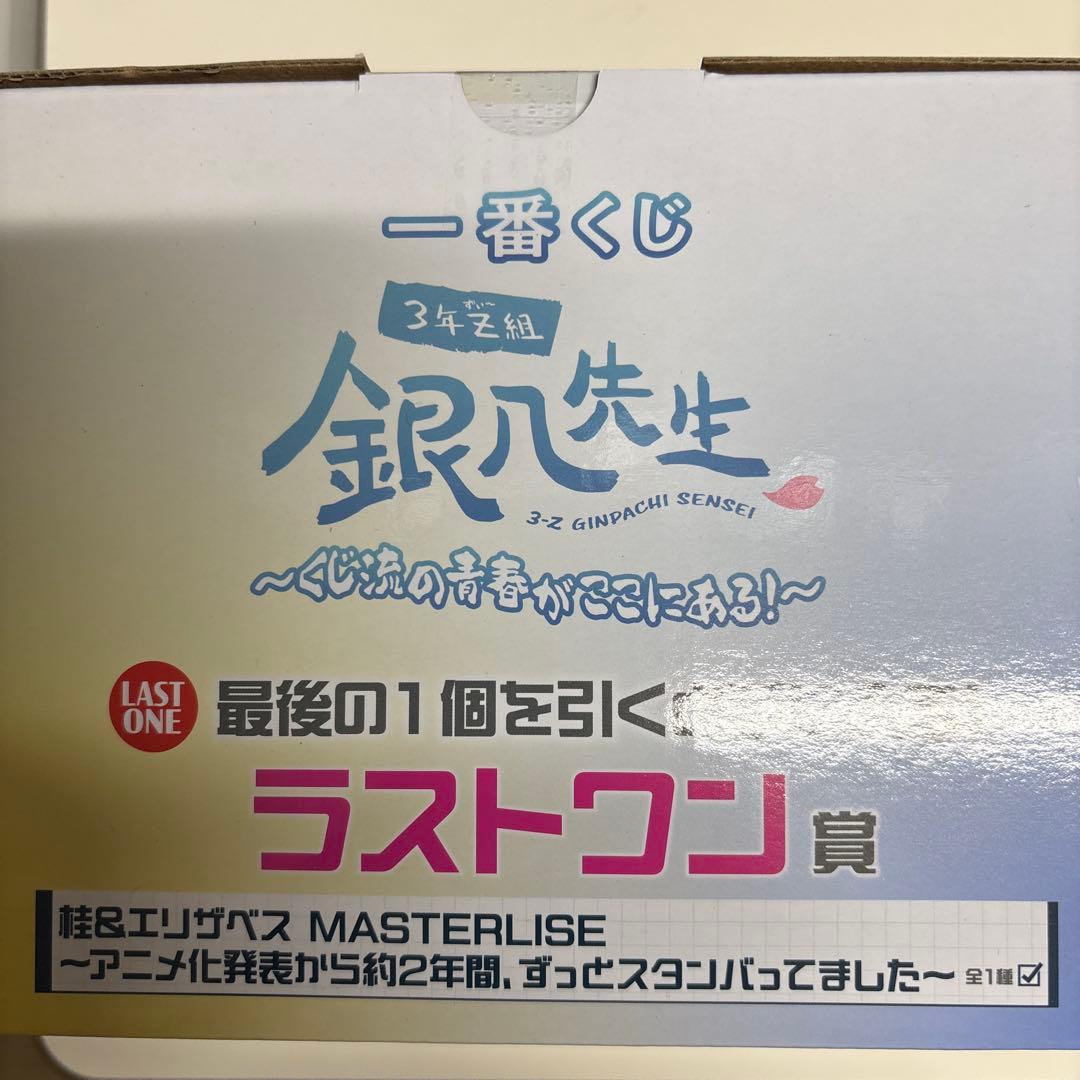 一番くじ
3年Z組
ずぃ〜
銀八先生
3-Z GINPACHI SENSEI
〜くじ流の青春がここにある!〜
LAST
ONE
最後の1個を引く
ラストワン賞
桂&エリザベス MASTERLISE
〜アニメ化発表から約2年間、ずっとスタンバってました〜 全1種